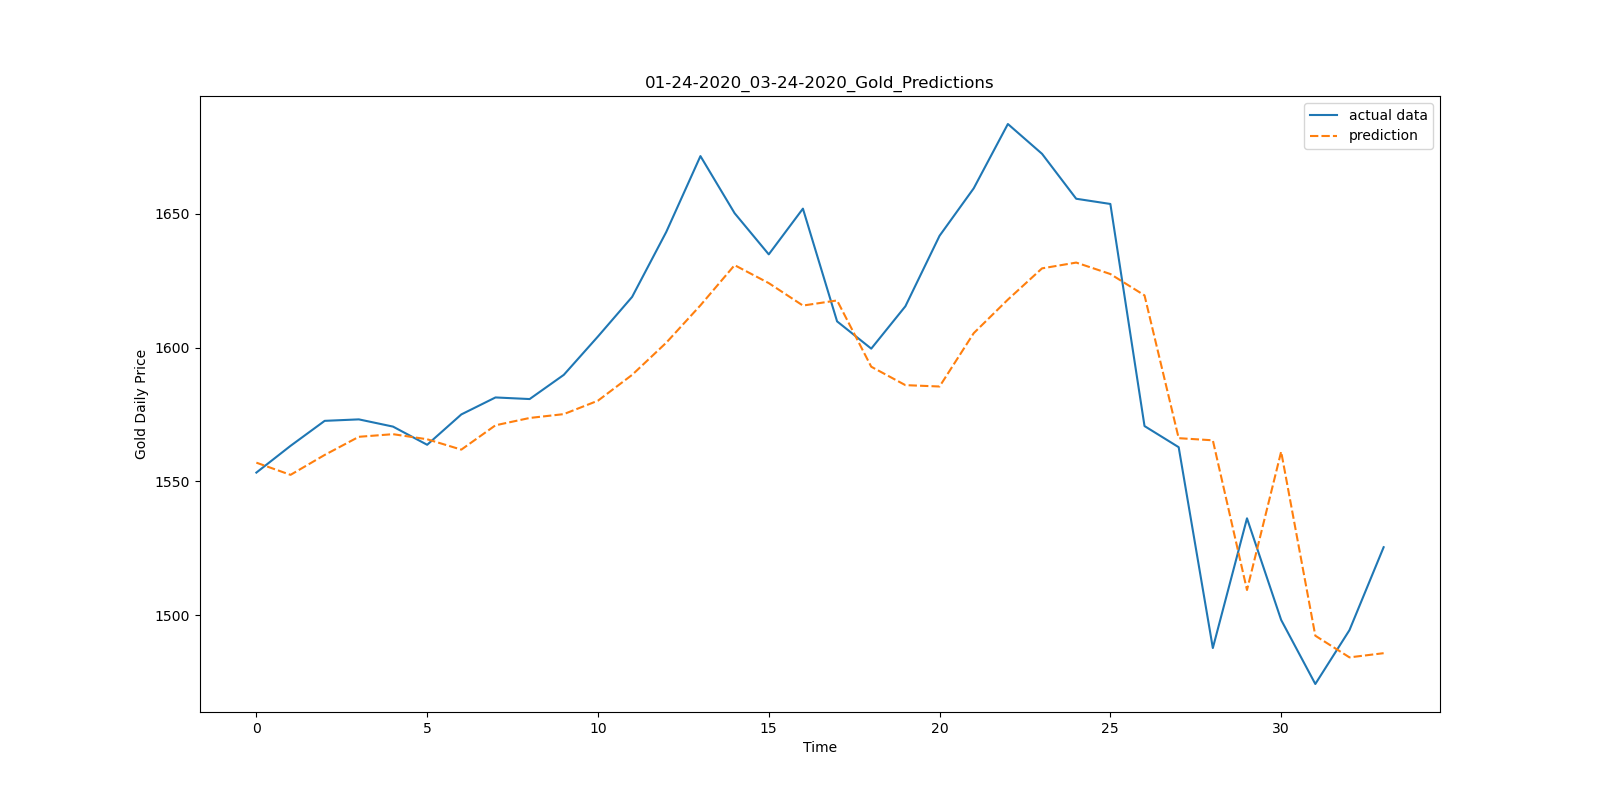 01-24-2020_03-24-2020_Gold_Predictions
actual data
prediction
Gold Daily Price
1650
1600
1550
1500
0 5 10 15 20 25 30
Time